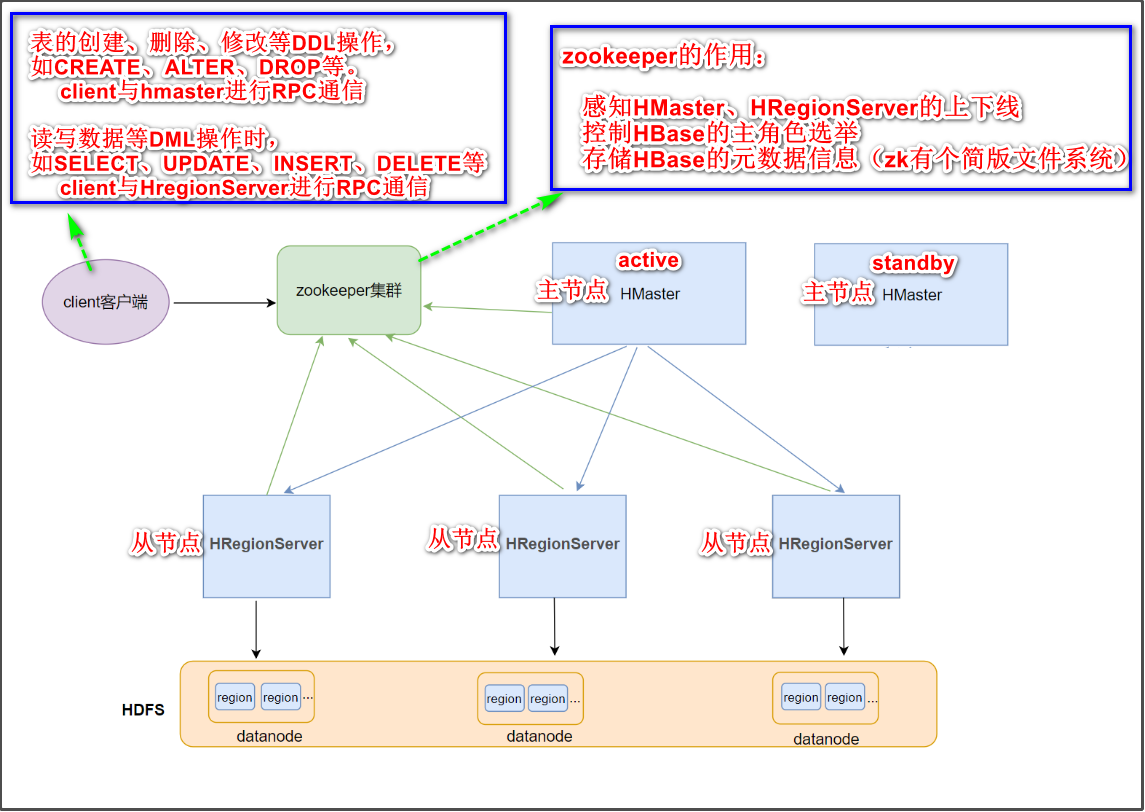 表的创建、删除、修改等DDL操作，
如CREATE、ALTER、DROP等。
client与hmaster进行RPC通信
读写数据等DML操作时，
如SELECT、UPDATE、INSERT、DELETE等
client与HregionServer进行RPC通信
zookeeper的作用：
感知HMaster、HRegionServer的上下线
控制HBase的主角色选举
存储HBase的元数据信息（zk有个简版文件系统）
client客户端
zookeeper集群
active
主节点
HMaster
standby
主节点
HMaster
从节点
HRegionServer
从节点
HRegionServer
从节点
HRegionServer
HDFS
region region ...
datanode
region region ...
datanode
region region ...
datanode